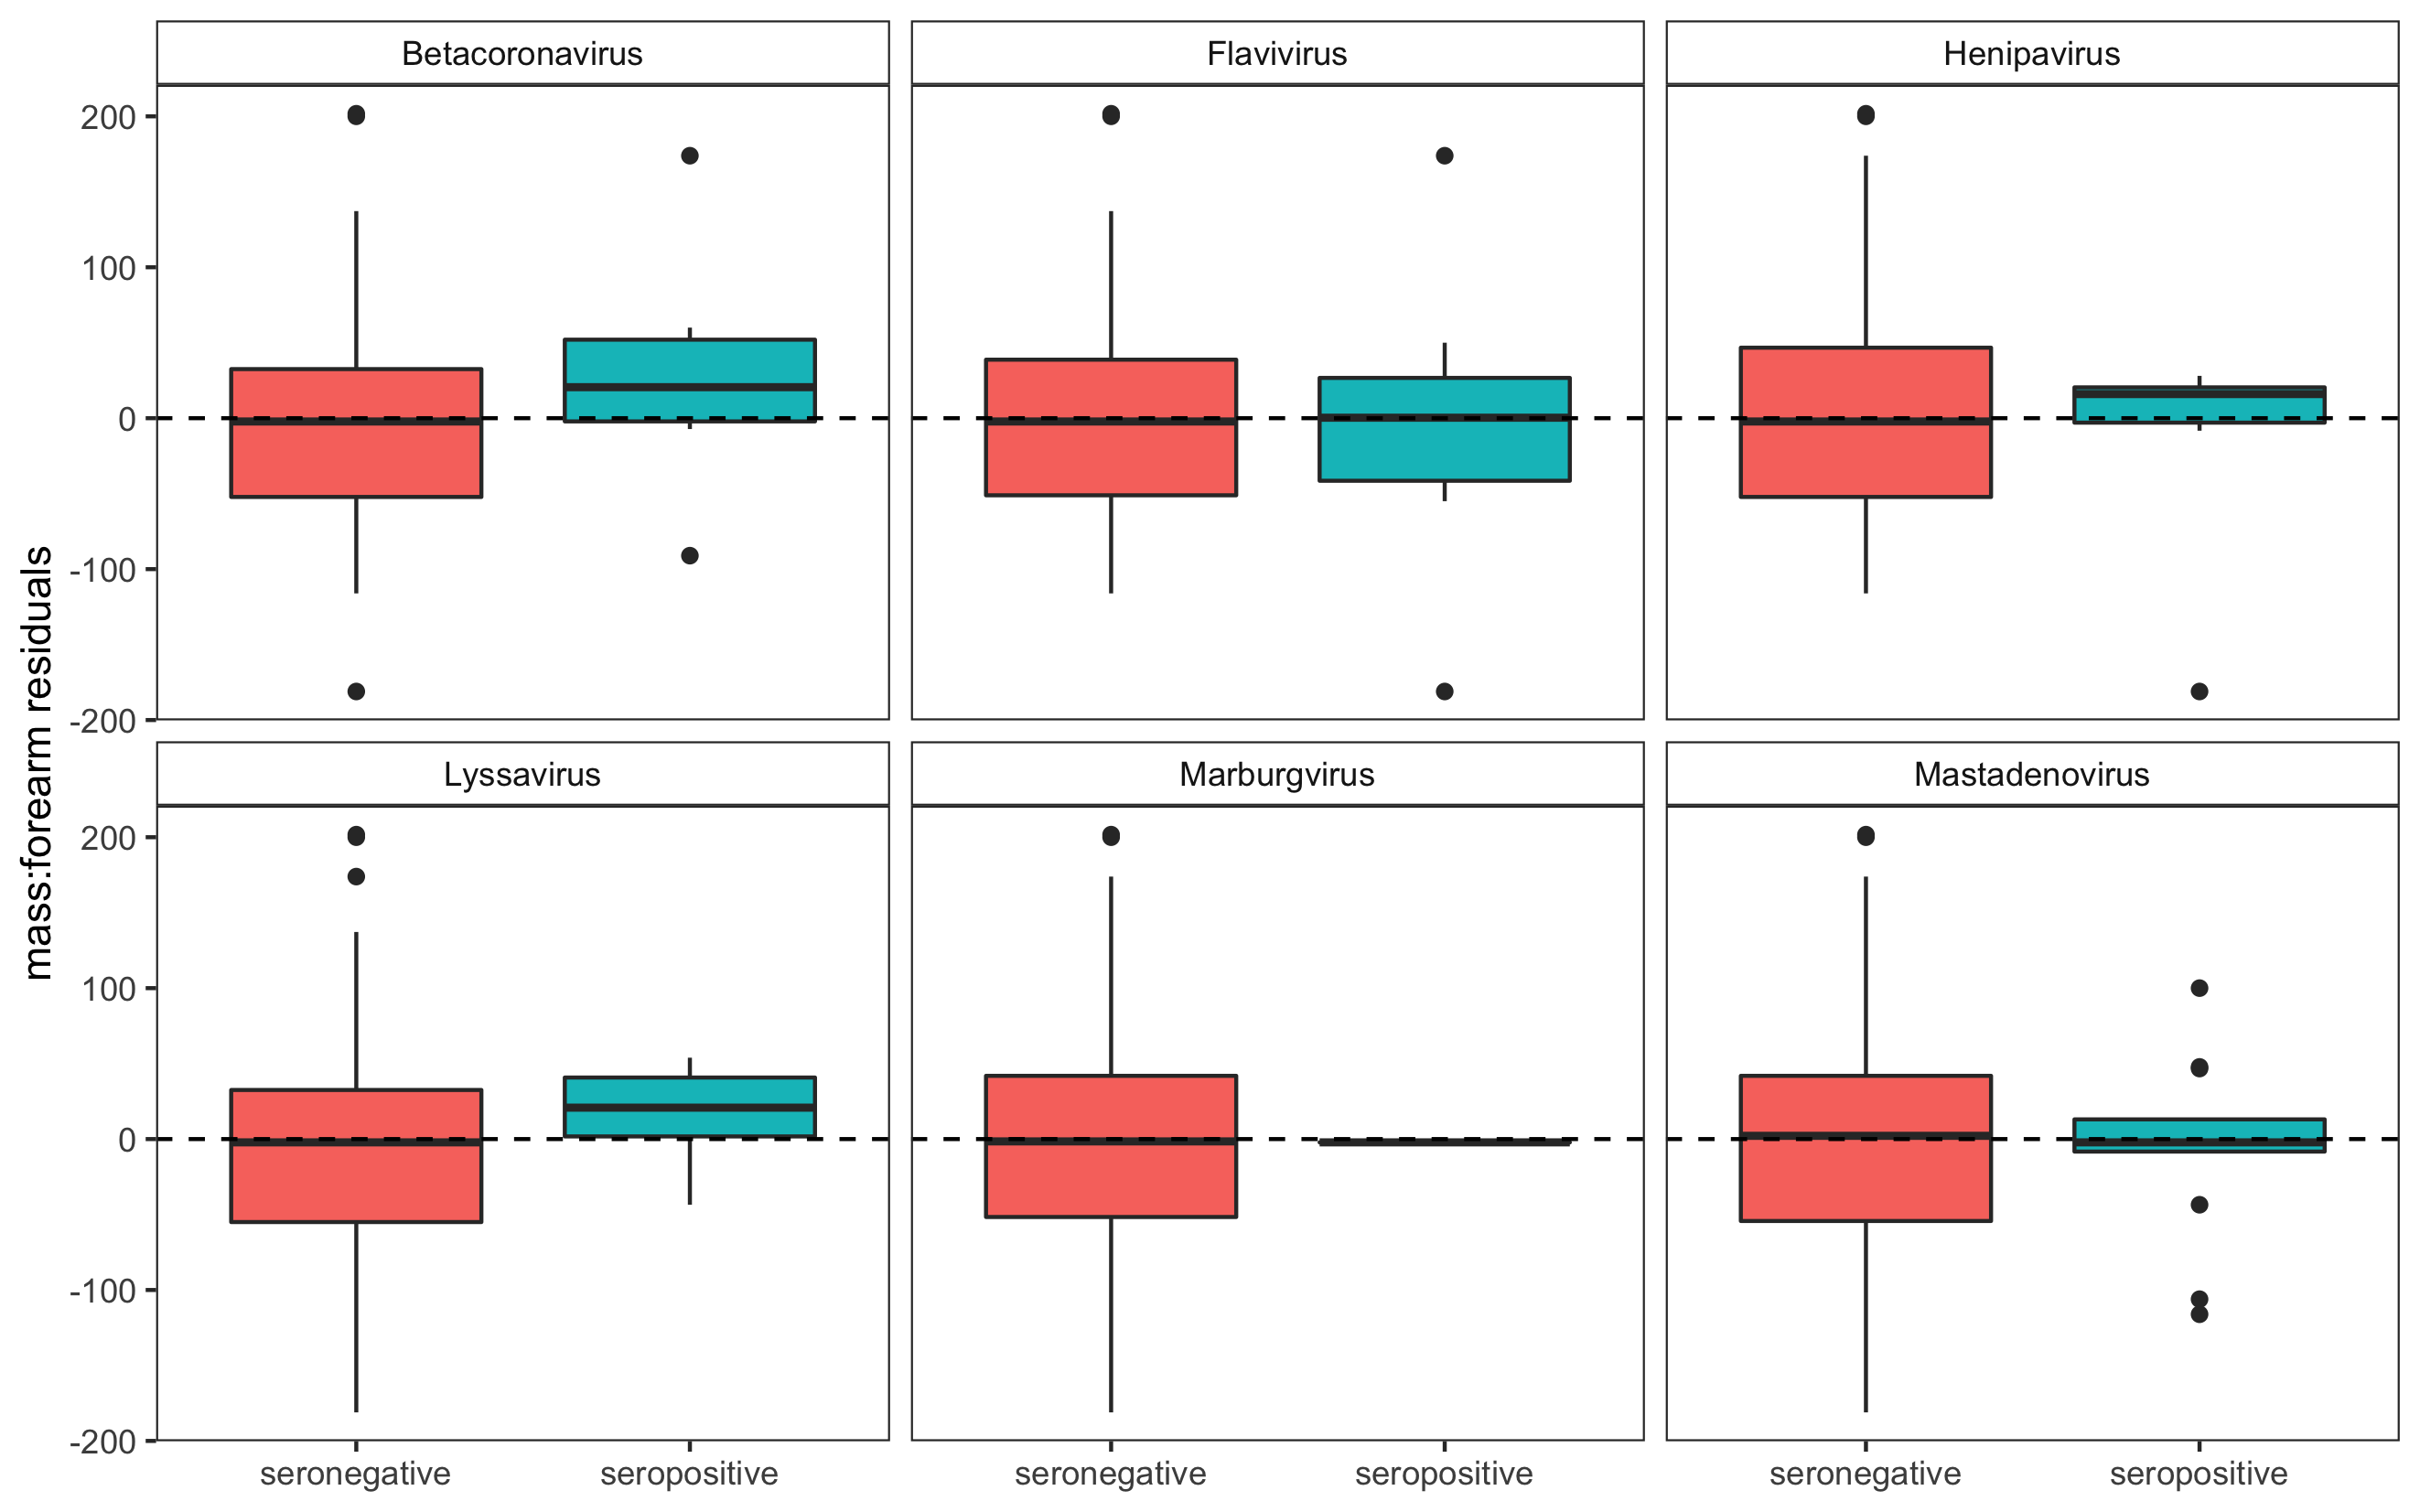 Betacoronavirus
Flavivirus
Henipavirus
200
100
0
-100
-200
mass:forearm residuals
Lyssavirus
Marburgvirus
Mastadenovirus
200
100
0
-100
-200
seronegative seropositive
seronegative seropositive
seronegative seropositive